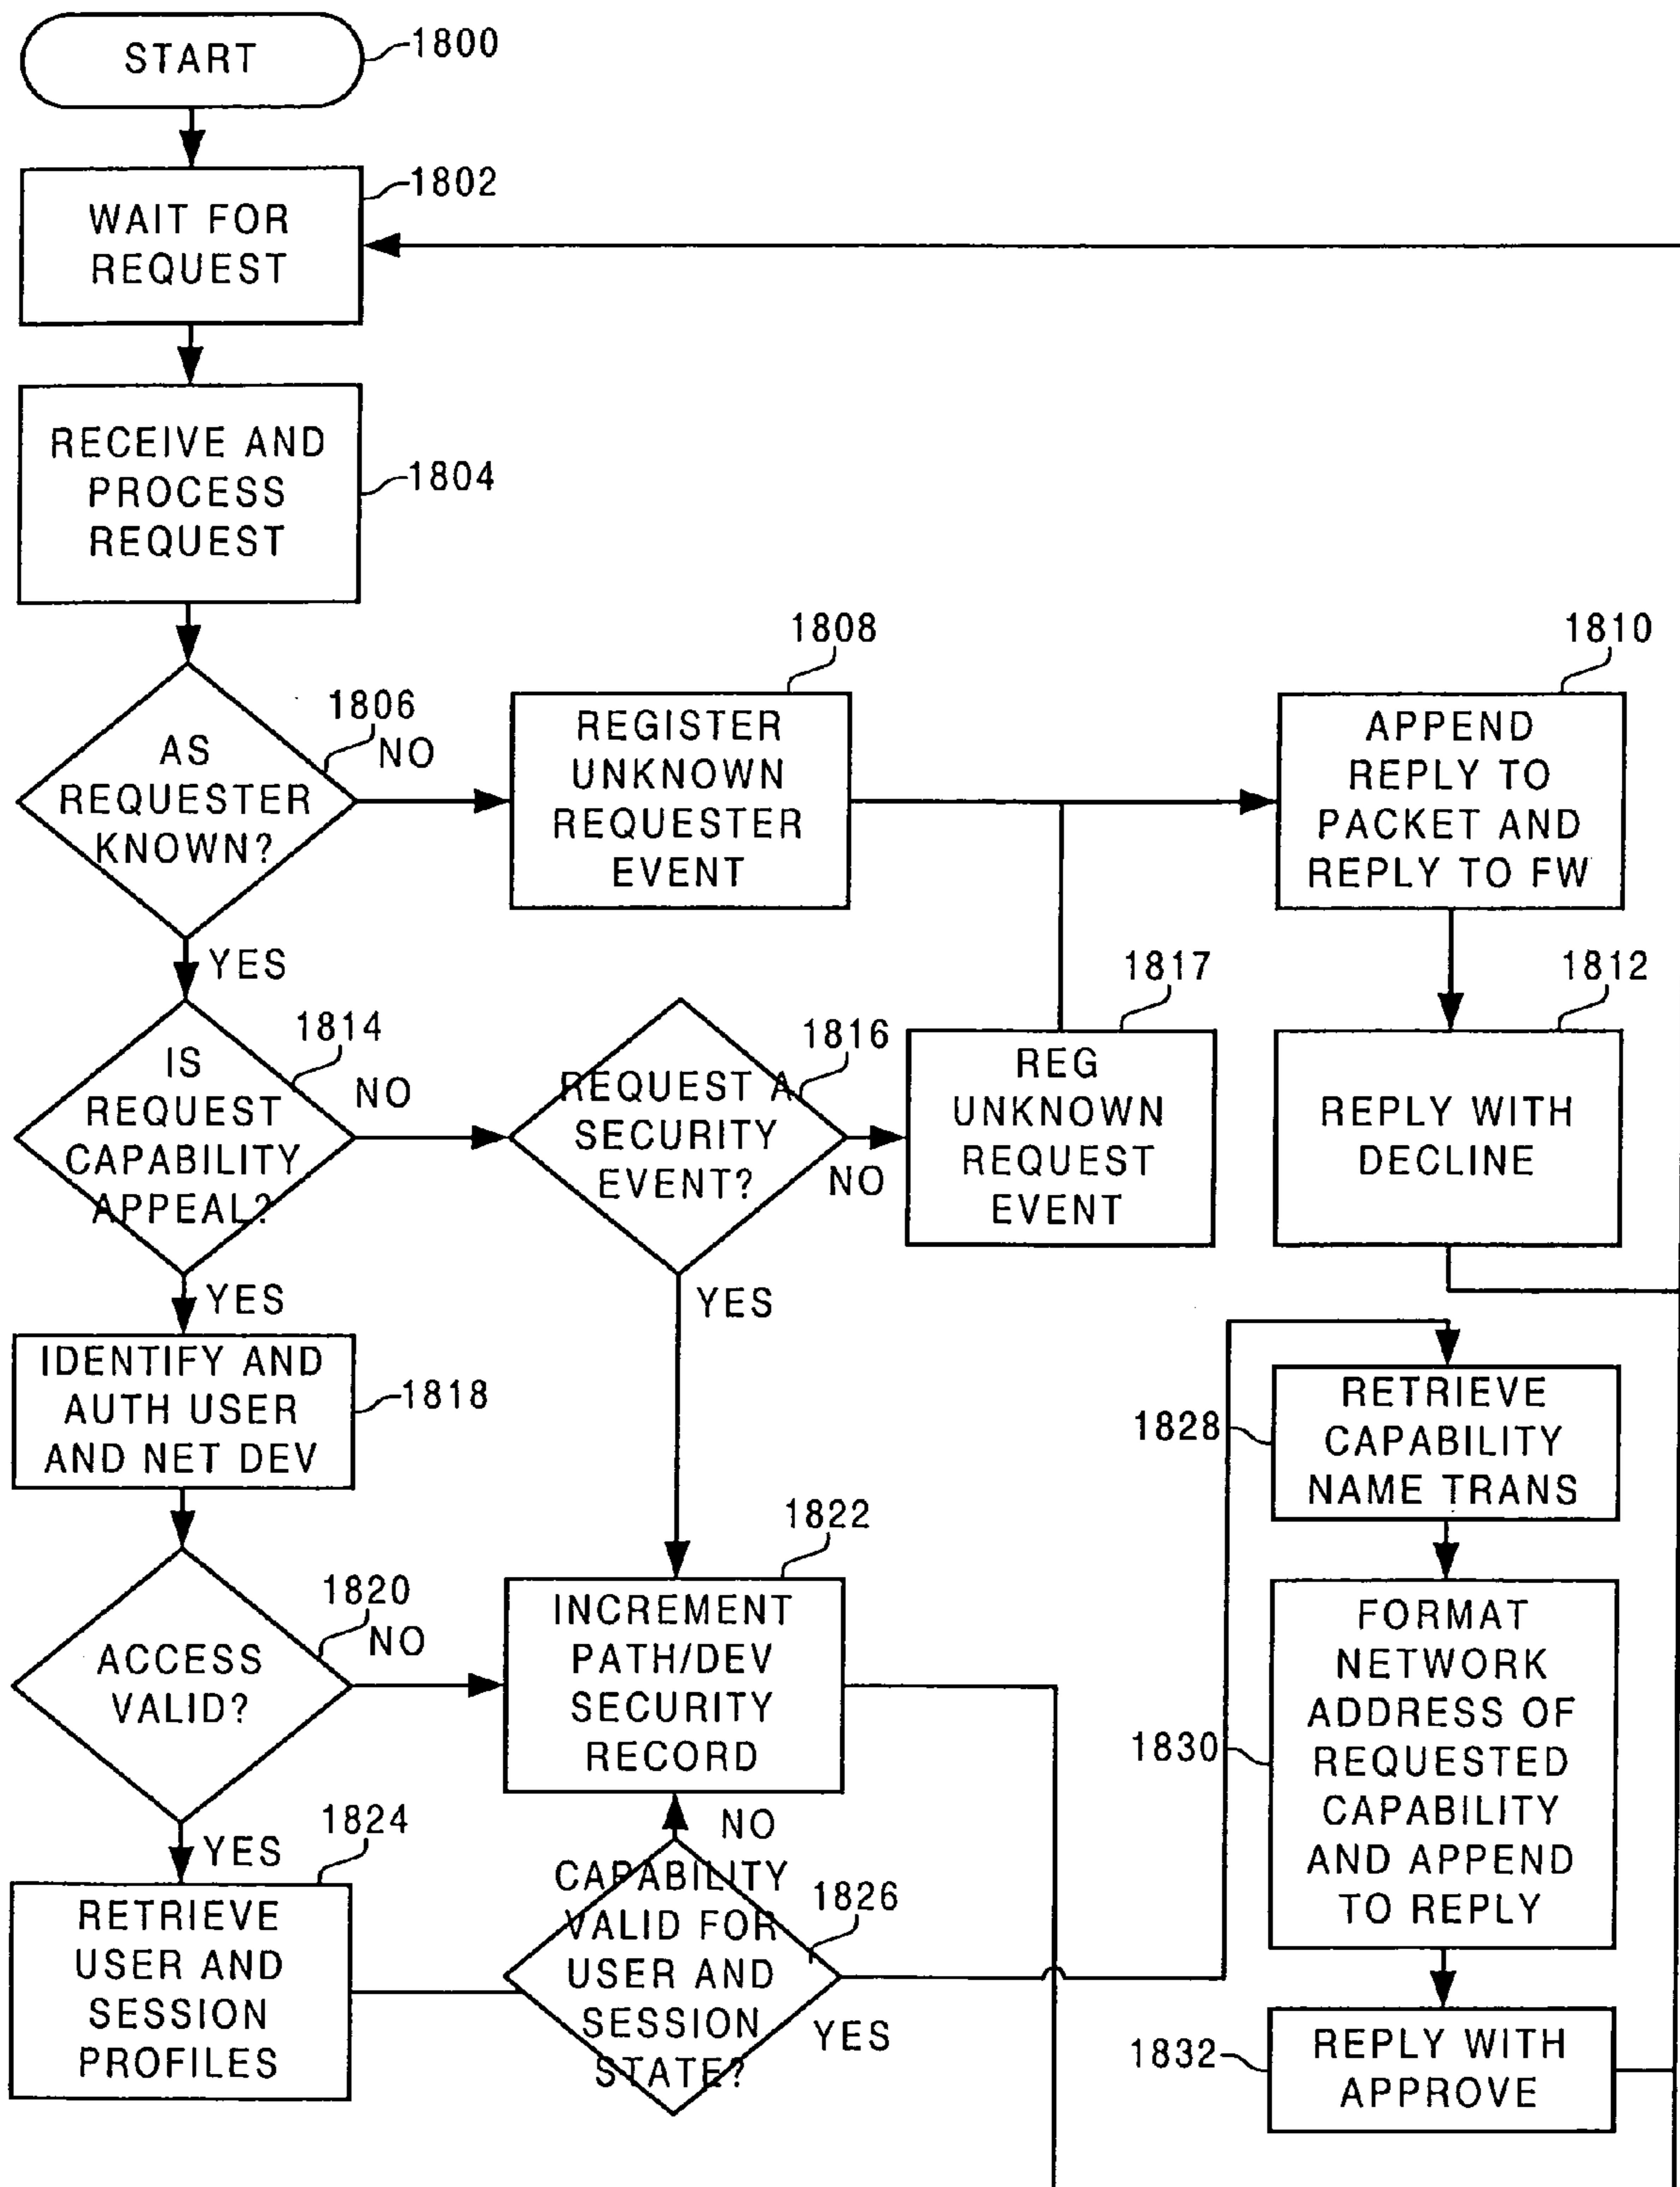 START
1800
WAIT FOR
REQUEST
1802
RECEIVE AND
PROCESS
REQUEST
1804
AS
REQUESTER
KNOWN?
1806
NO
YES
REGISTER
UNKNOWN
REQUESTER
EVENT
1808
APPEND
REPLY TO
PACKET AND
REPLY TO FW
1810
IS
REQUEST
CAPABILITY
APPEAL?
1814
NO
YES
REQUEST A
SECURITY
EVENT?
1816
NO
YES
REG
UNKNOWN
REQUEST
EVENT
1817
REPLY WITH
DECLINE
1812
IDENTIFY AND
AUTH USER
AND NET DEV
1818
ACCESS
VALID?
1820
NO
YES
INCREMENT
PATH/DEV
SECURITY
RECORD
1822
RETRIEVE
USER AND
SESSION
PROFILES
1824
NO
CAPABILITY
VALID FOR
USER AND
SESSION
STATE?
1826
YES
RETRIEVE
CAPABILITY
NAME TRANS
1828
FORMAT
NETWORK
ADDRESS OF
REQUESTED
CAPABILITY
AND APPEND
TO REPLY
1830
REPLY WITH
APPROVE
1832